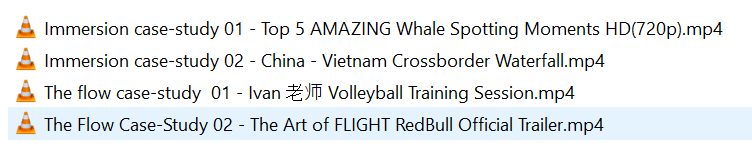 Immersion case-study 01 - Top 5 AMAZING Whale Spotting Moments HD(720p).mp4
Immersion case-study 02 - China - Vietnam Crossborder Waterfall.mp4
The flow case-study  01 - Ivan 老师 Volleyball Training Session.mp4
The Flow Case-Study 02 - The Art of FLIGHT RedBull Official Trailer.mp4